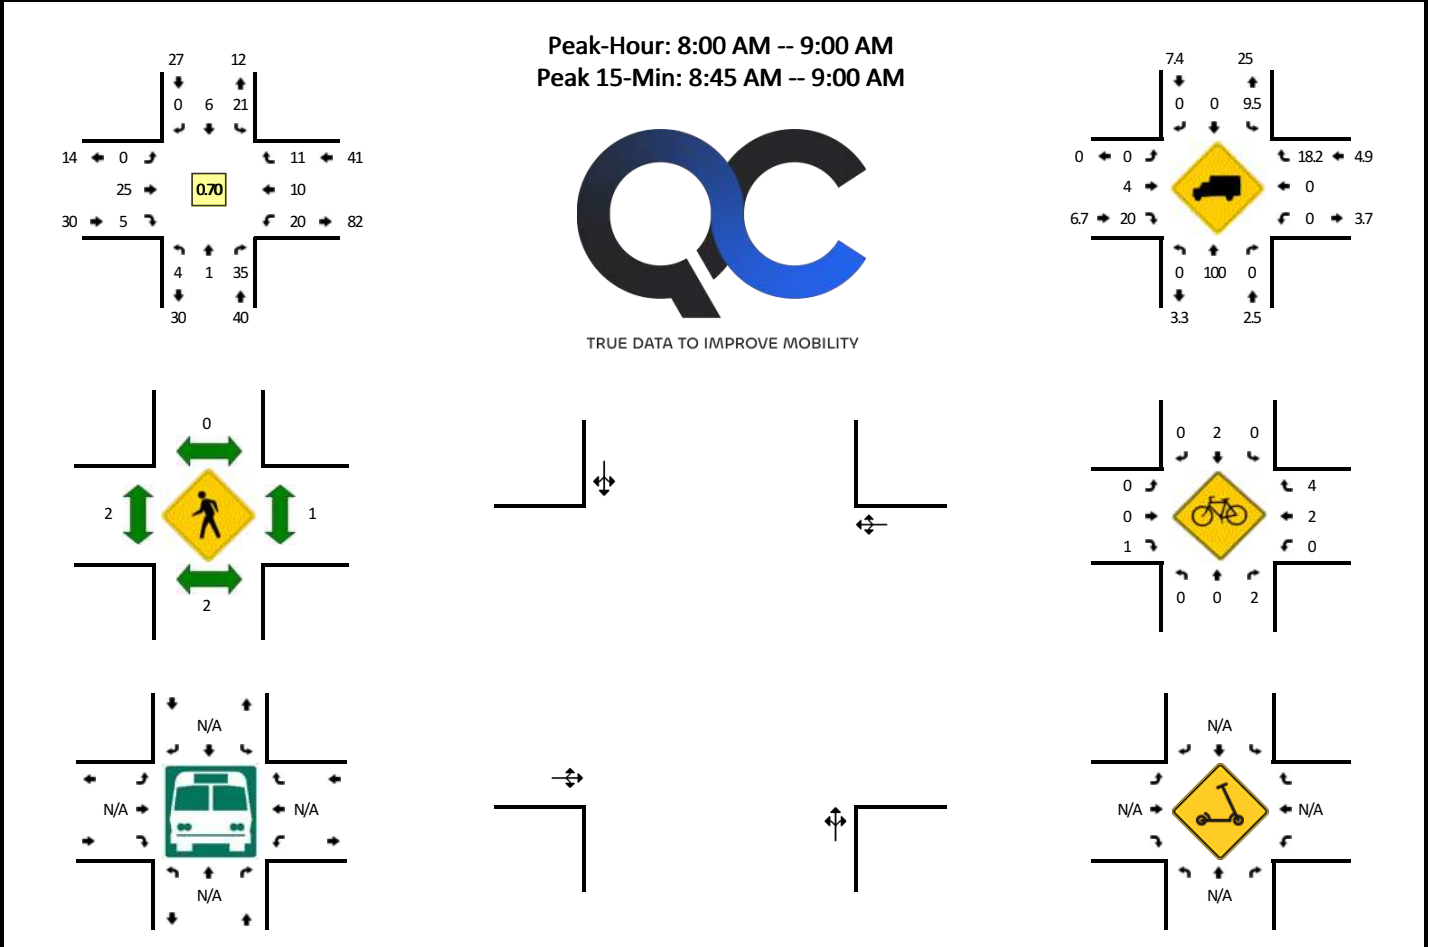 Peak-Hour: 8:00 AM -- 9:00 AM
Peak 15-Min: 8:45 AM -- 9:00 AM
27 12
0 6 21
14 0 11 41
25 0.70 10
30 5 20 82
4 1 35
30 40
QC
TRUE DATA TO IMPROVE MOBILITY
7.4 25
0 0 9.5
0 0 18.2 4.9
4 0
6.7 20 0 3.7
0 100 0
3.3 2.5
0
2 1
2
0 2 0
0 4
0 2
1 0
0 0 2
N/A
N/A N/A
N/A
N/A
N/A N/A
N/A